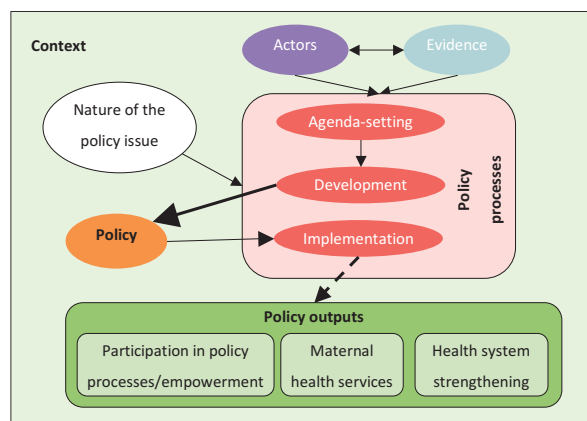 Context
Actors
Evidence
Nature of the
policy issue
Agenda-setting
Development
Policy
processes
Policy
Implementation
Policy outputs
Participation in policy
processes/empowerment
Maternal
health services
Health system
strengthening